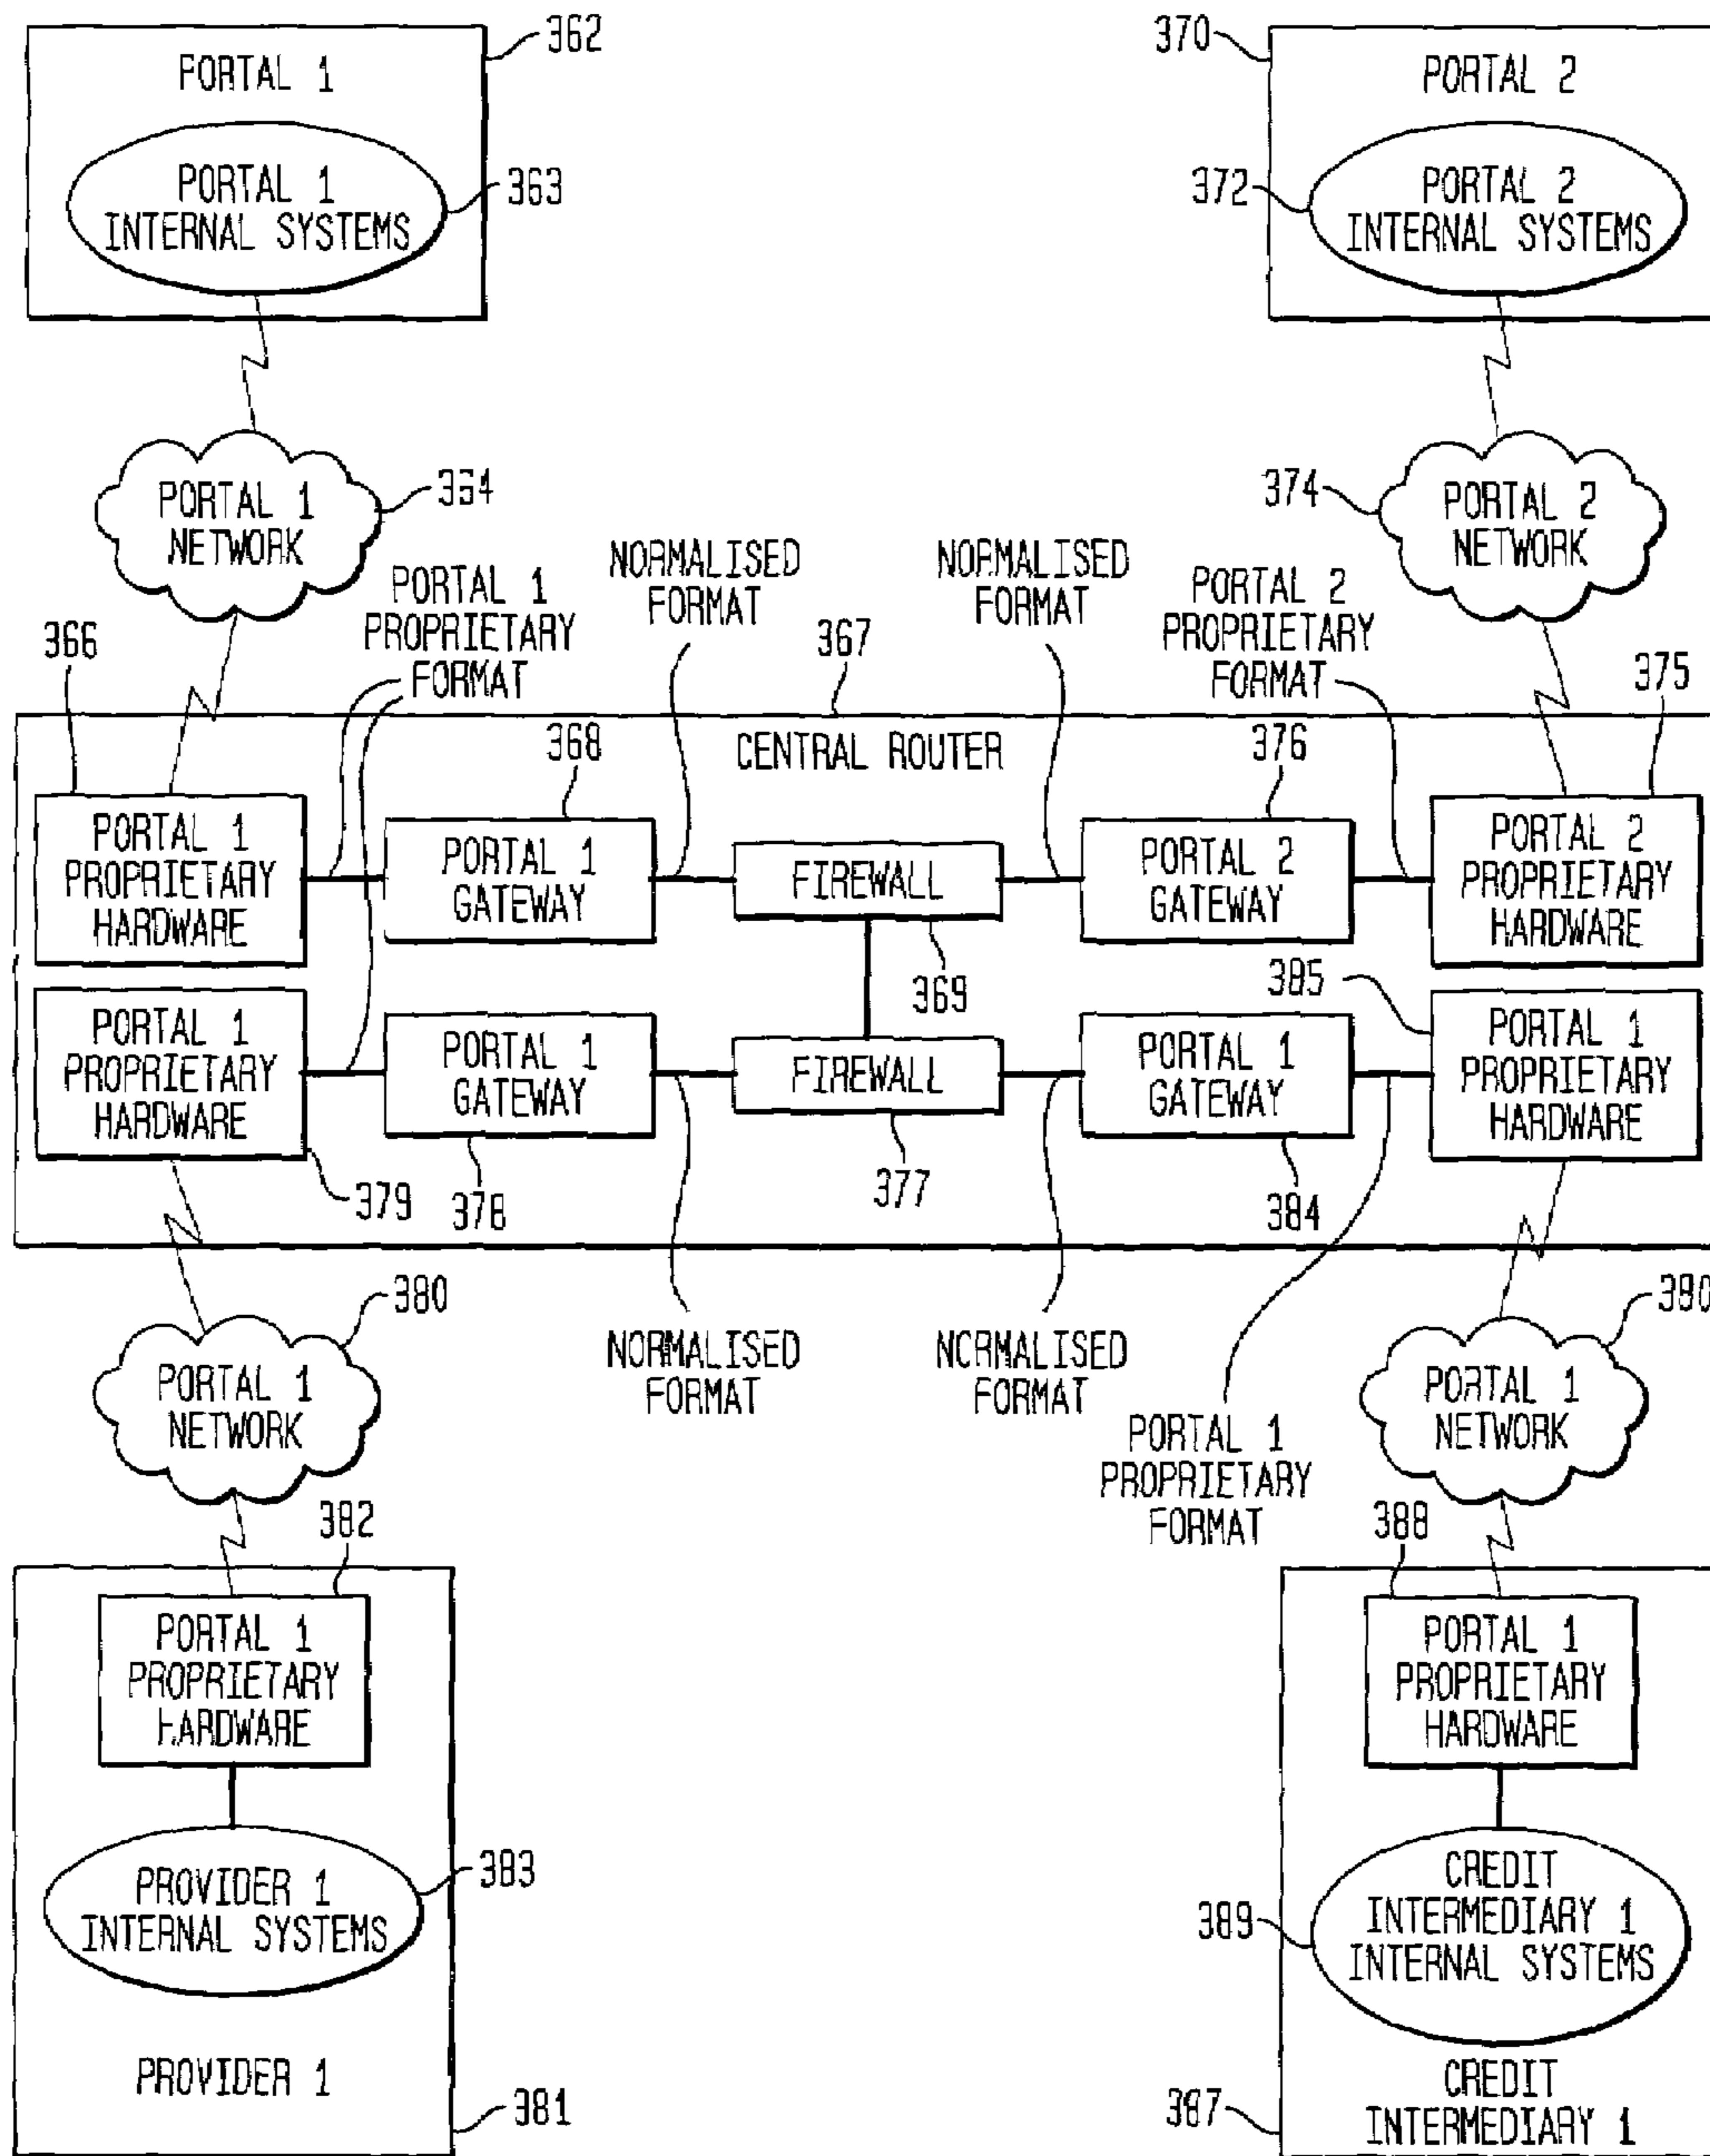 362
PORTAL 1
PORTAL 1
INTERNAL SYSTEMS
363
370
PORTAL 2
PORTAL 2
INTERNAL SYSTEMS
372
PORTAL 1
NETWORK
364
374
PORTAL 2
NETWORK
PORTAL 1
PROPRIETARY
FORMAT
NORMALISED
FORMAT
NORMALISED
FORMAT
PORTAL 2
PROPRIETARY
FORMAT
366
367
375
CENTRAL ROUTER
368
376
PORTAL 1
PROPRIETARY
HARDWARE
PORTAL 1
GATEWAY
FIREWALL
PORTAL 2
GATEWAY
PORTAL 2
PROPRIETARY
HARDWARE
369
385
PORTAL 1
PROPRIETARY
HARDWARE
PORTAL 1
GATEWAY
FIREWALL
PORTAL 1
GATEWAY
PORTAL 1
PROPRIETARY
HARDWARE
379
378
377
384
380
PORTAL 1
NETWORK
NORMALISED
FORMAT
NORMALISED
FORMAT
PORTAL 1
PROPRIETARY
FORMAT
380
PORTAL 1
NETWORK
382
PORTAL 1
PROPRIETARY
HARDWARE
PROVIDER 1
INTERNAL SYSTEMS
383
PROVIDER 1
381
388
PORTAL 1
PROPRIETARY
HARDWARE
CREDIT
INTERMEDIARY 1
INTERNAL SYSTEMS
389
CREDIT
INTERMEDIARY 1
387